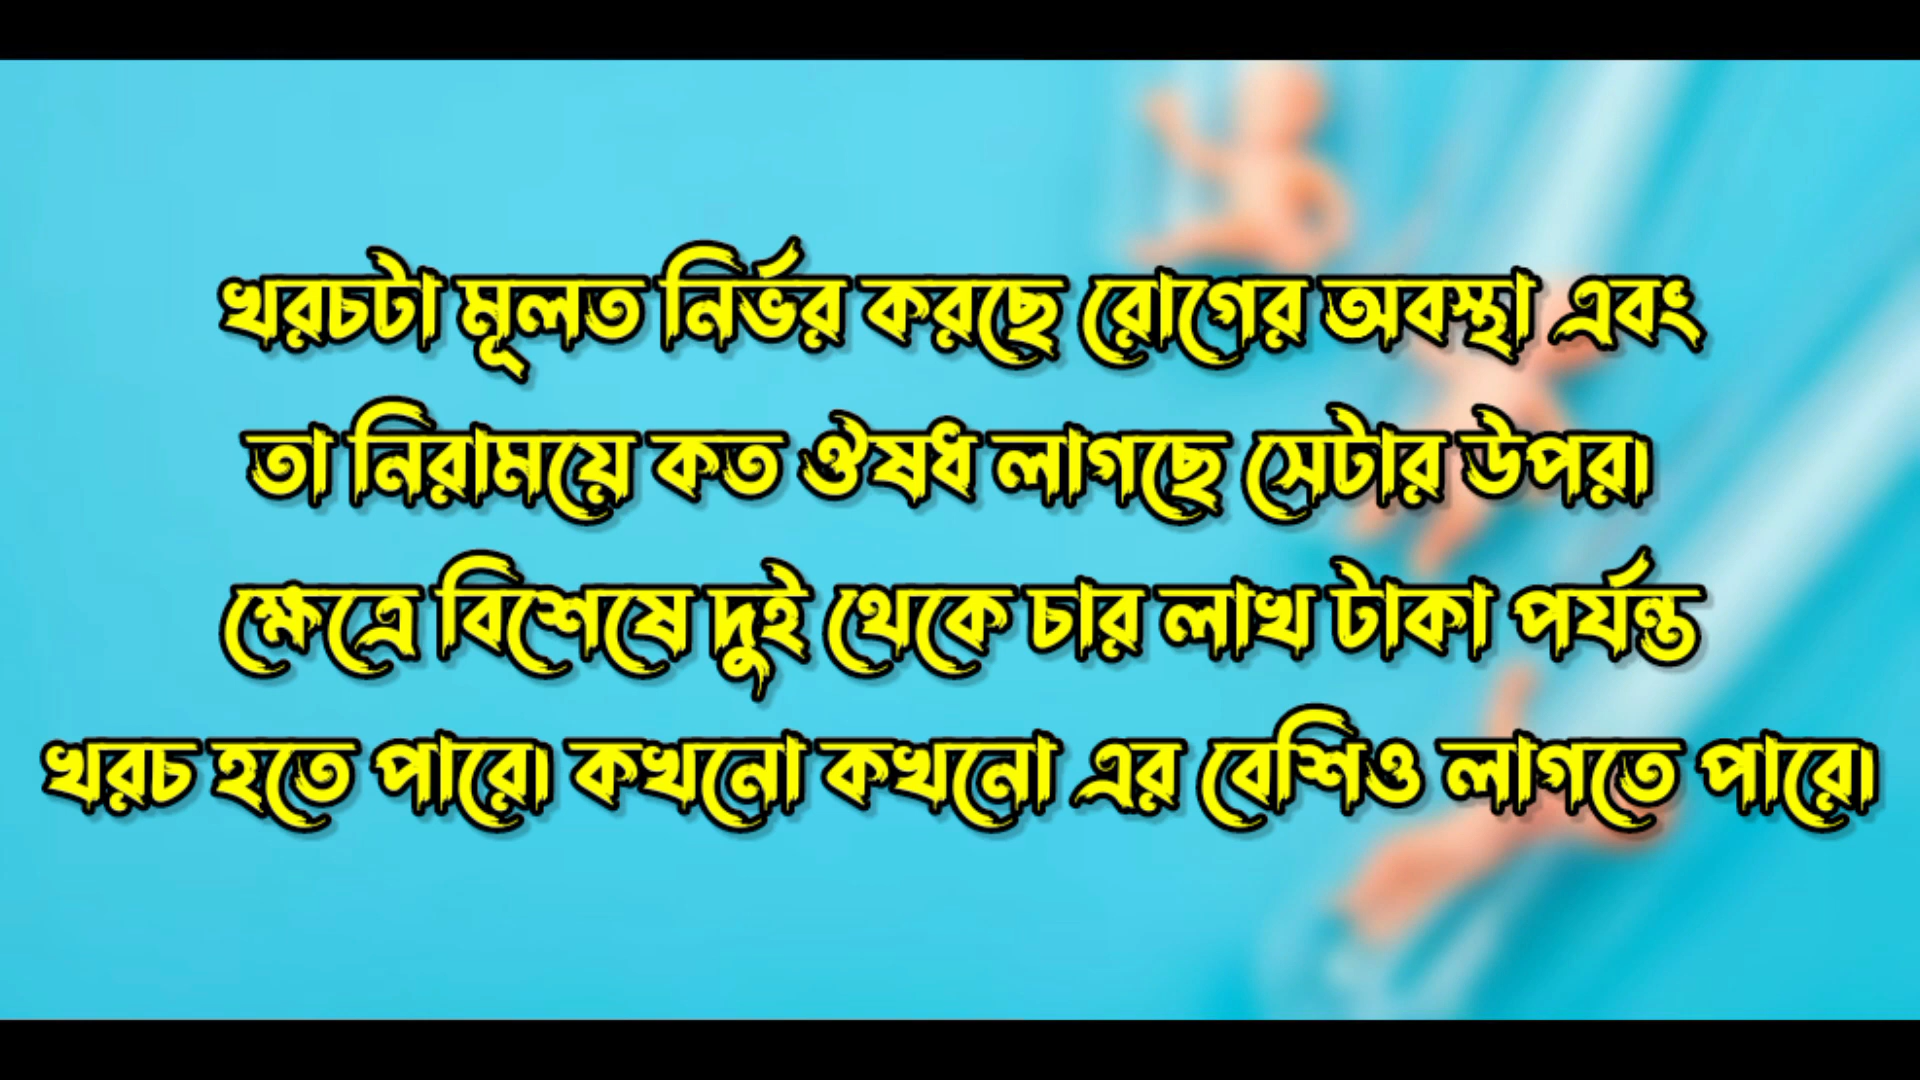 খরচটা মূলত নির্ভর করছে রোগের অবস্থা এবং
তা নিরাময়ে কত ঔষধ লাগছে সেটার উপর।
ক্ষেত্রে বিশেষে দুই থেকে চার লাখ টাকা পর্যন্ত
খরচ হতে পারে। কখনো কখনো এর বেশিও লাগতে পারে।